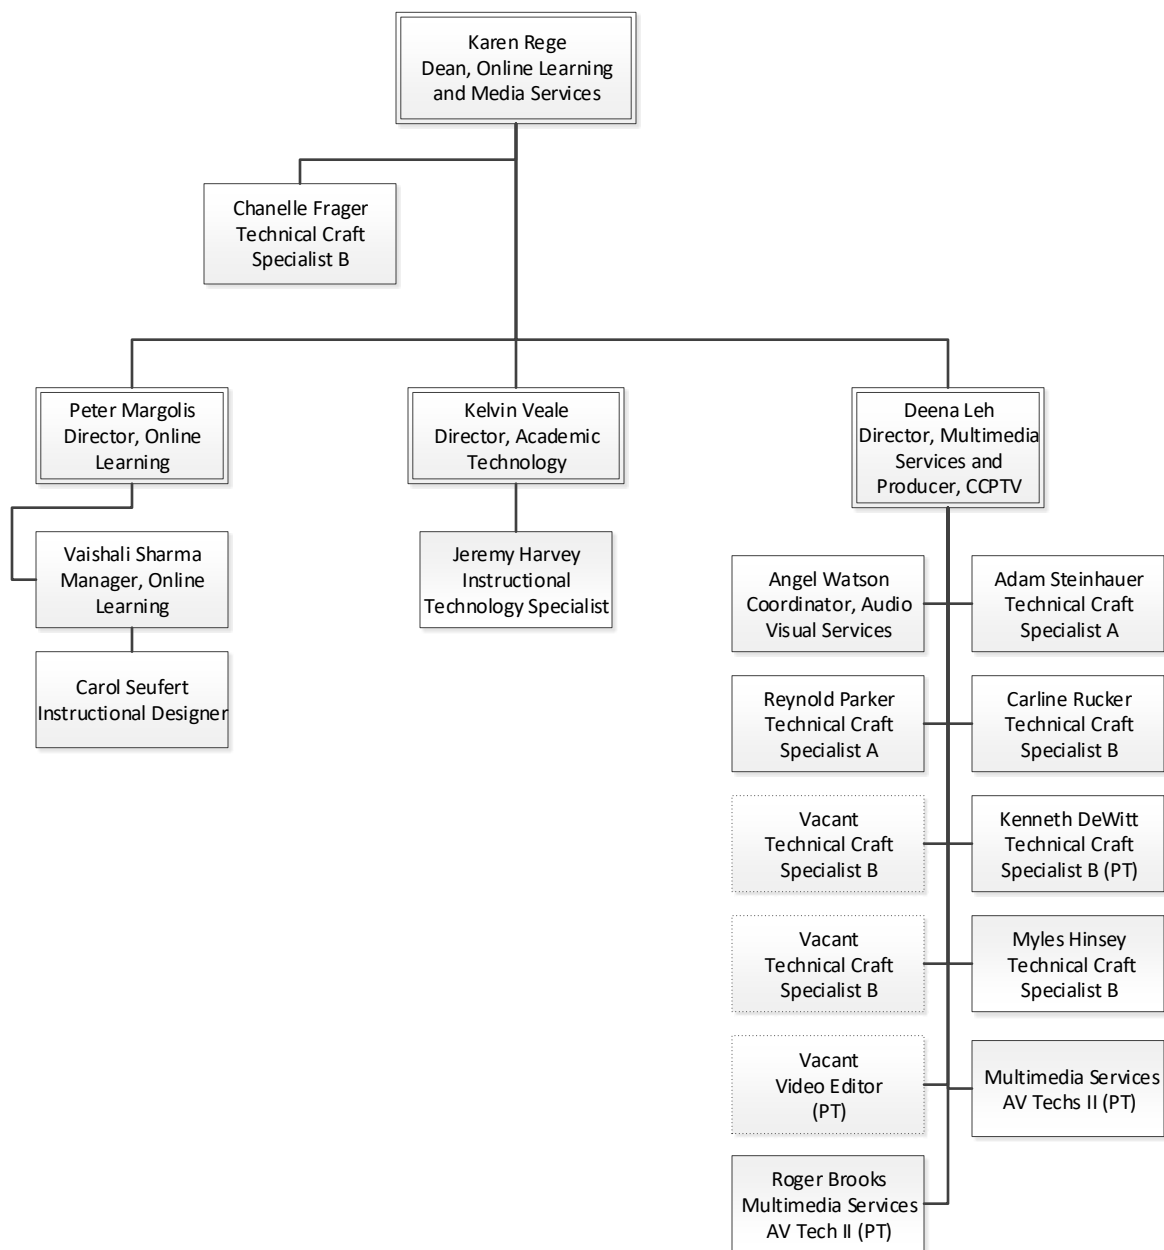 Karen Rege
Dean, Online Learning
and Media Services
Chanelle Frager
Technical Craft
Specialist B
Peter Margolis
Director, Online
Learning
Kelvin Veale
Director, Academic
Technology
Deena Leh
Director, Multimedia
Services and
Producer, CCPTV
Vaishali Sharma
Manager, Online
Learning
Jeremy Harvey
Instructional
Technology Specialist
Carol Seufert
Instructional Designer
Angel Watson
Coordinator, Audio
Visual Services
Adam Steinhauer
Technical Craft
Specialist A
Reynold Parker
Technical Craft
Specialist A
Carline Rucker
Technical Craft
Specialist B
Vacant
Technical Craft
Specialist B
Kenneth DeWitt
Technical Craft
Specialist B (PT)
Vacant
Technical Craft
Specialist B
Myles Hinsey
Technical Craft
Specialist B
Vacant
Video Editor
(PT)
Multimedia Services
AV Techs II (PT)
Roger Brooks
Multimedia Services
AV Tech II (PT)